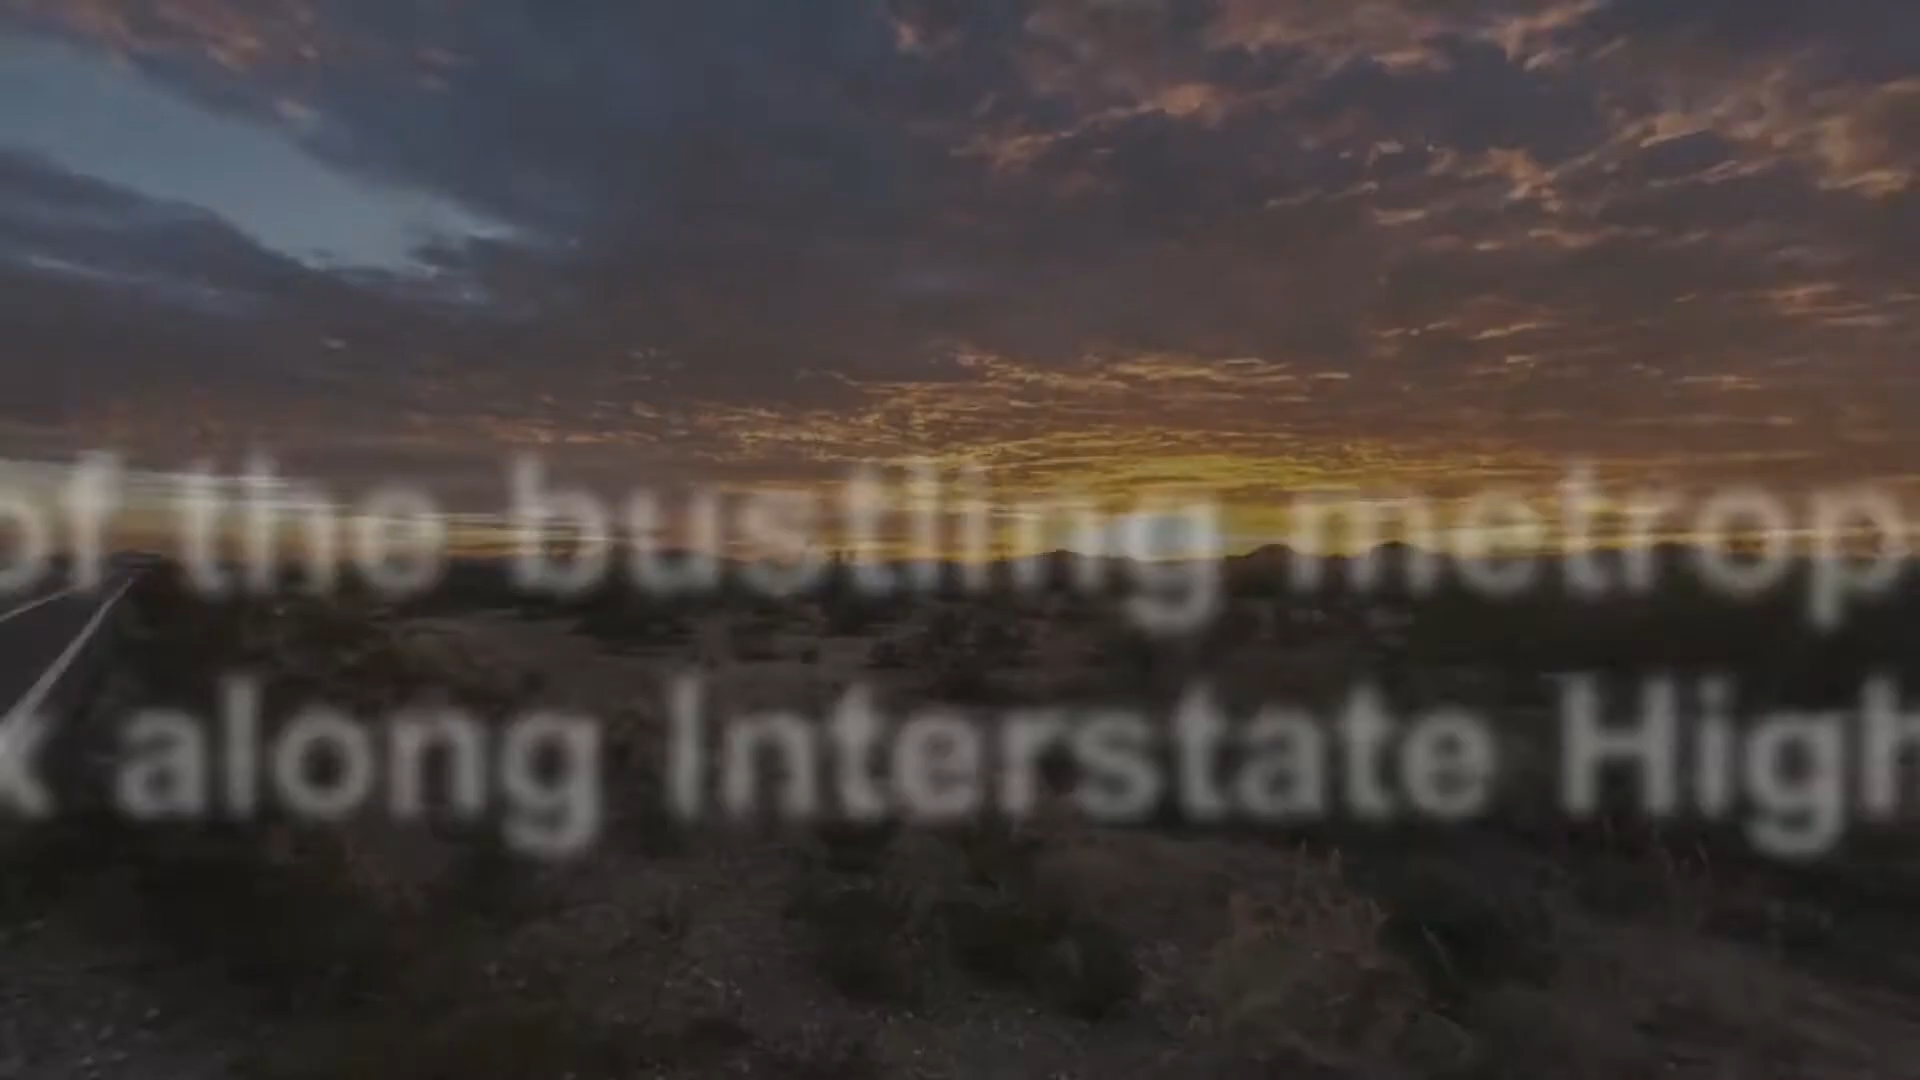 of the bustling metrop
x along Interstate High